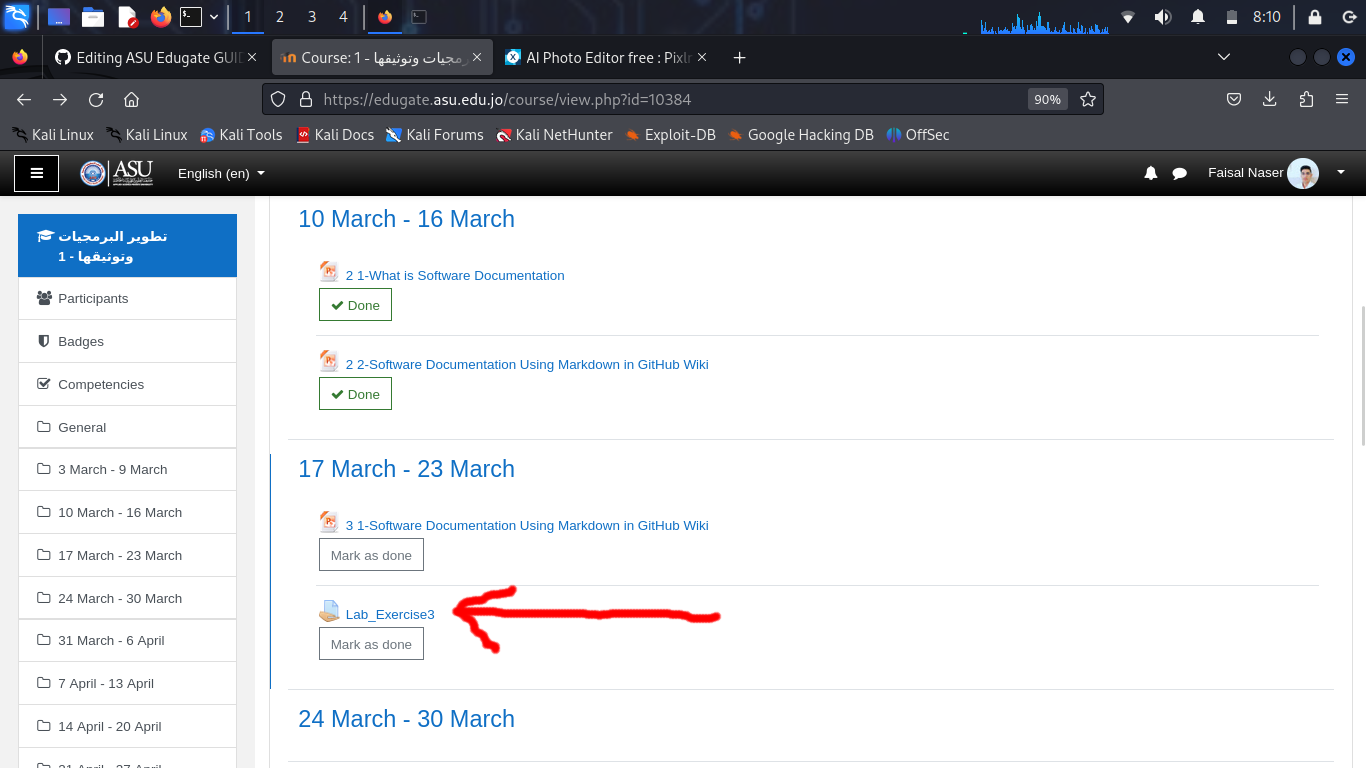 1
2
3
4
8:10
Editing ASU Edugate GUI
Course: 1 - تطوير البرمجيات وتوثيقها
AI Photo Editor free : Pixlr
https://edugate.asu.edu.jo/course/view.php?id=10384
90%
Kali Linux
Kali Linux
Kali Tools
Kali Docs
Kali Forums
Kali NetHunter
Exploit-DB
Google Hacking DB
OffSec
ASU
English (en)
Faisal Naser
تطوير البرمجيات
وتوثيقها - 1
Participants
Badges
Competencies
General
3 March - 9 March
10 March - 16 March
17 March - 23 March
24 March - 30 March
31 March - 6 April
7 April - 13 April
14 April - 20 April
21 April - 27 April
10 March - 16 March
2 1-What is Software Documentation
Done
2 2-Software Documentation Using Markdown in GitHub Wiki
Done
17 March - 23 March
3 1-Software Documentation Using Markdown in GitHub Wiki
Mark as done
Lab_Exercise3
Mark as done
24 March - 30 March